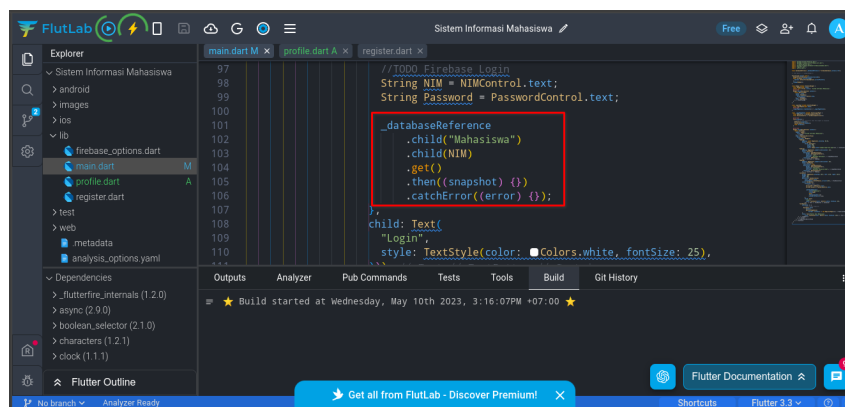 FlutLab
Sistem Informasi Mahasiswa
Free
A
Explorer
main.dart M ×
profile.dart A ×
register.dart ×
Sistem Informasi Mahasiswa
> android
> images
> ios
lib
firebase_options.dart
main.dart M
profile.dart A
register.dart
> test
> web
.metadata
analysis_options.yaml
Dependencies
> _flutterfire_internals (1.2.0)
> async (2.9.0)
> boolean_selector (2.1.0)
> characters (1.2.1)
> clock (1.1.1)
Flutter Outline
97 //TODO Firebase Login
98 String NIM = NIMControl.text;
99 String Password = PasswordControl.text;
100
101 _databaseReference
102 .child("Mahasiswa")
103 .child(NIM)
104 .get()
105 .then((snapshot) {})
106 .catchError((error) {});
107 },
108 child: Text(
109 "Login",
110 style: TextStyle(color: Colors.white, fontSize: 25),
Outputs Analyzer Pub Commands Tests Tools Build Git History
⭐ Build started at Wednesday, May 10th 2023, 3:16:07PM +07:00 ⭐
Flutter Documentation
Get all from FlutLab - Discover Premium! ×
No branch
Analyzer Ready
Shortcuts
Flutter 3.3